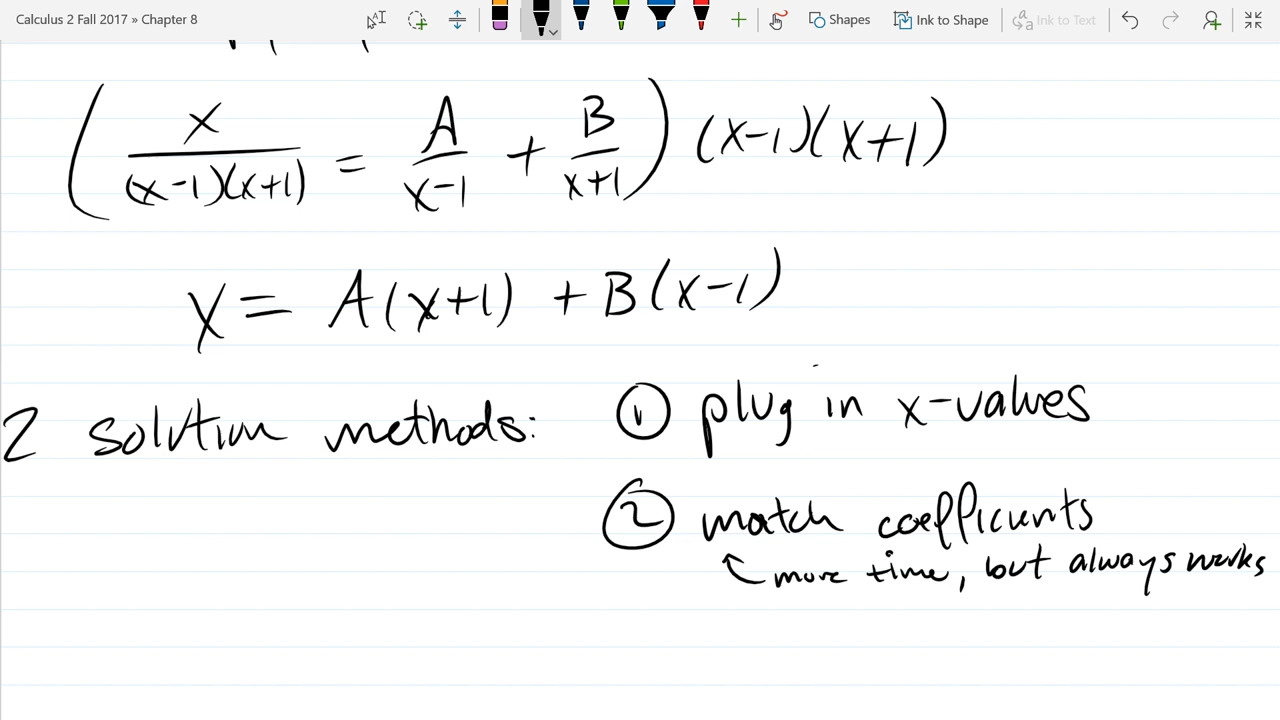 Calculus 2 Fall 2017 » Chapter 8
Shapes
Ink to Shape
Ink to Text
( x/((x-1)(x+1)) = A/(x-1) + B/(x+1) ) (x-1)(x+1)
x = A(x+1) + B(x-1)
2 solution methods: ① plug in x-values
② match coefficients
more time, but always works